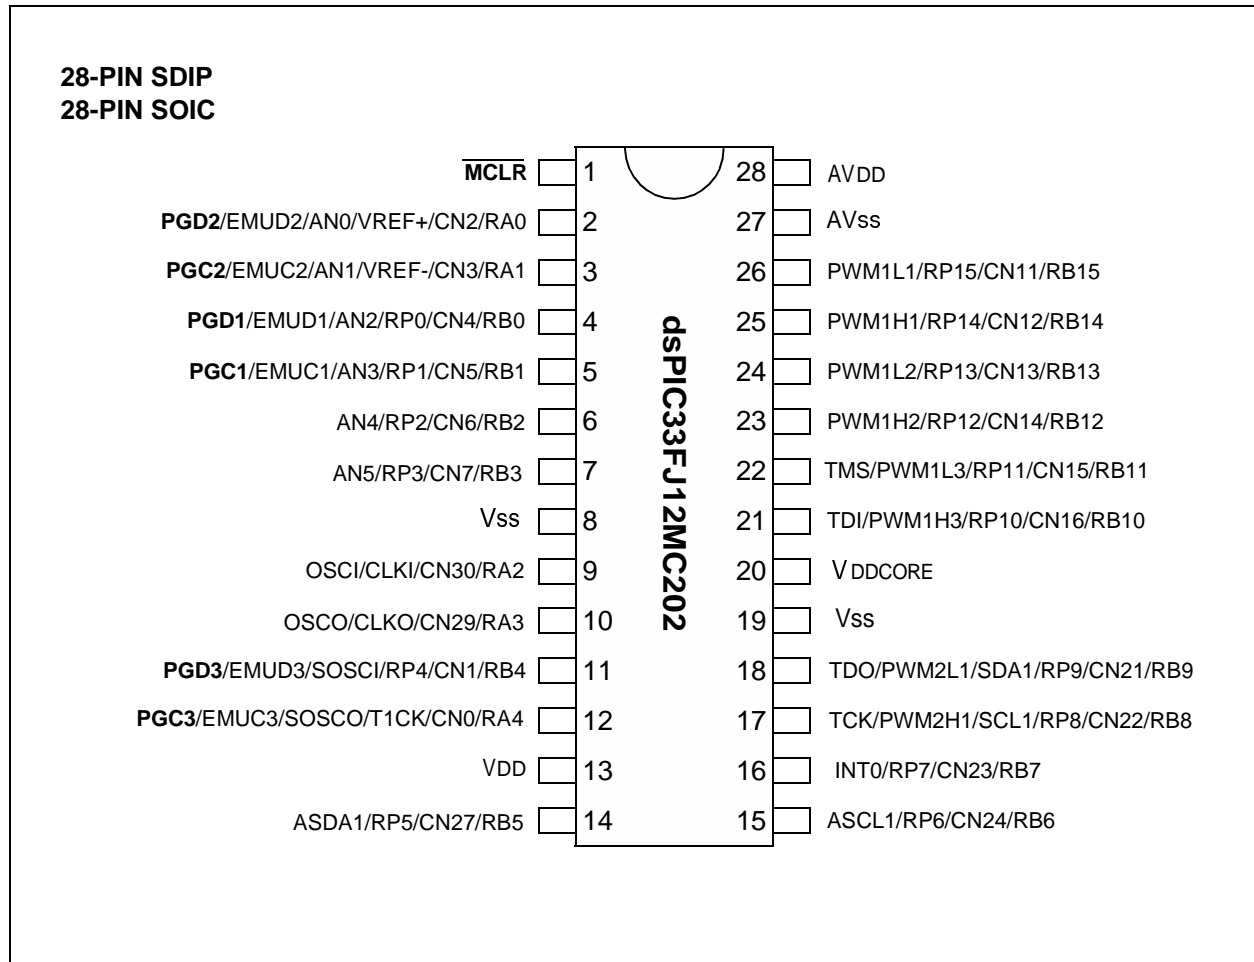 28-PIN SDIP
28-PIN SOIC
MCLR 1 28 AVDD
PGD2/EMUD2/AN0/VREF+/CN2/RA0 2 27 AVss
PGC2/EMUC2/AN1/VREF-/CN3/RA1 3 26 PWM1L1/RP15/CN11/RB15
PGD1/EMUD1/AN2/RP0/CN4/RB0 4 25 PWM1H1/RP14/CN12/RB14
PGC1/EMUC1/AN3/RP1/CN5/RB1 5 24 PWM1L2/RP13/CN13/RB13
AN4/RP2/CN6/RB2 6 23 PWM1H2/RP12/CN14/RB12
AN5/RP3/CN7/RB3 7 22 TMS/PWM1L3/RP11/CN15/RB11
Vss 8 21 TDI/PWM1H3/RP10/CN16/RB10
OSCI/CLKI/CN30/RA2 9 20 VDDCORE
OSCO/CLKO/CN29/RA3 10 19 Vss
PGD3/EMUD3/SOSCI/RP4/CN1/RB4 11 18 TDO/PWM2L1/SDA1/RP9/CN21/RB9
PGC3/EMUC3/SOSCO/T1CK/CN0/RA4 12 17 TCK/PWM2H1/SCL1/RP8/CN22/RB8
VDD 13 16 INT0/RP7/CN23/RB7
ASDA1/RP5/CN27/RB5 14 15 ASCL1/RP6/CN24/RB6
dsPIC33FJ12MC202